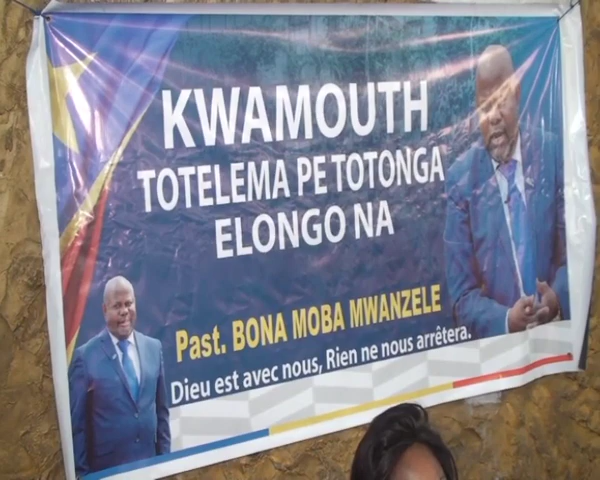 KWAMOUTH
TOTELEMA PE TOTONGA
ELONGO NA
Past. BONA MOBA MWANZELE
Dieu est avec nous, Rien ne nous arrêtera.